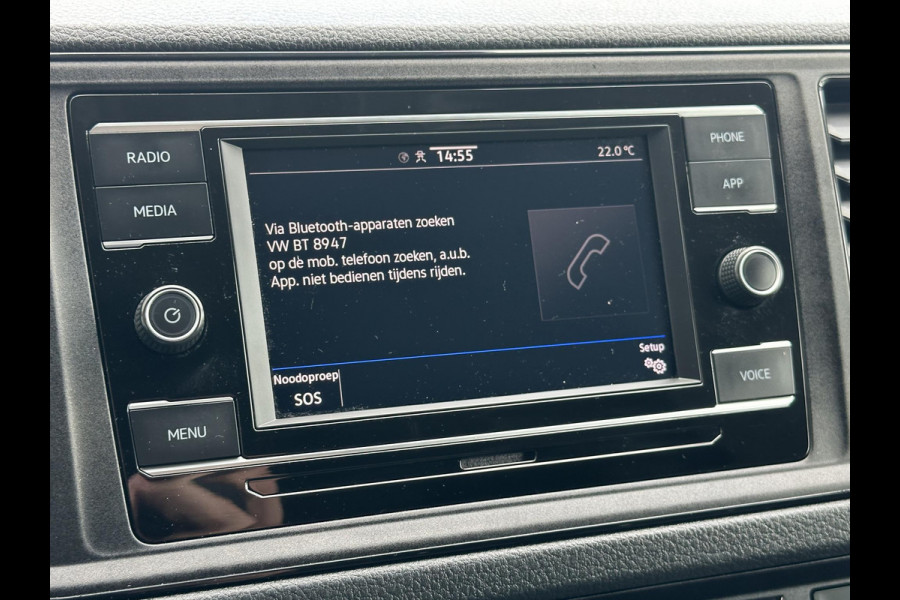 RADIO
MEDIA
MENU
14:55
22.0 °C
Via Bluetooth-apparaten zoeken
VW BT 8947
op de mob. telefoon zoeken, a.u.b.
App. niet bedienen tijdens rijden.
Setup
Noodoproep
SOS
PHONE
APP
VOICE